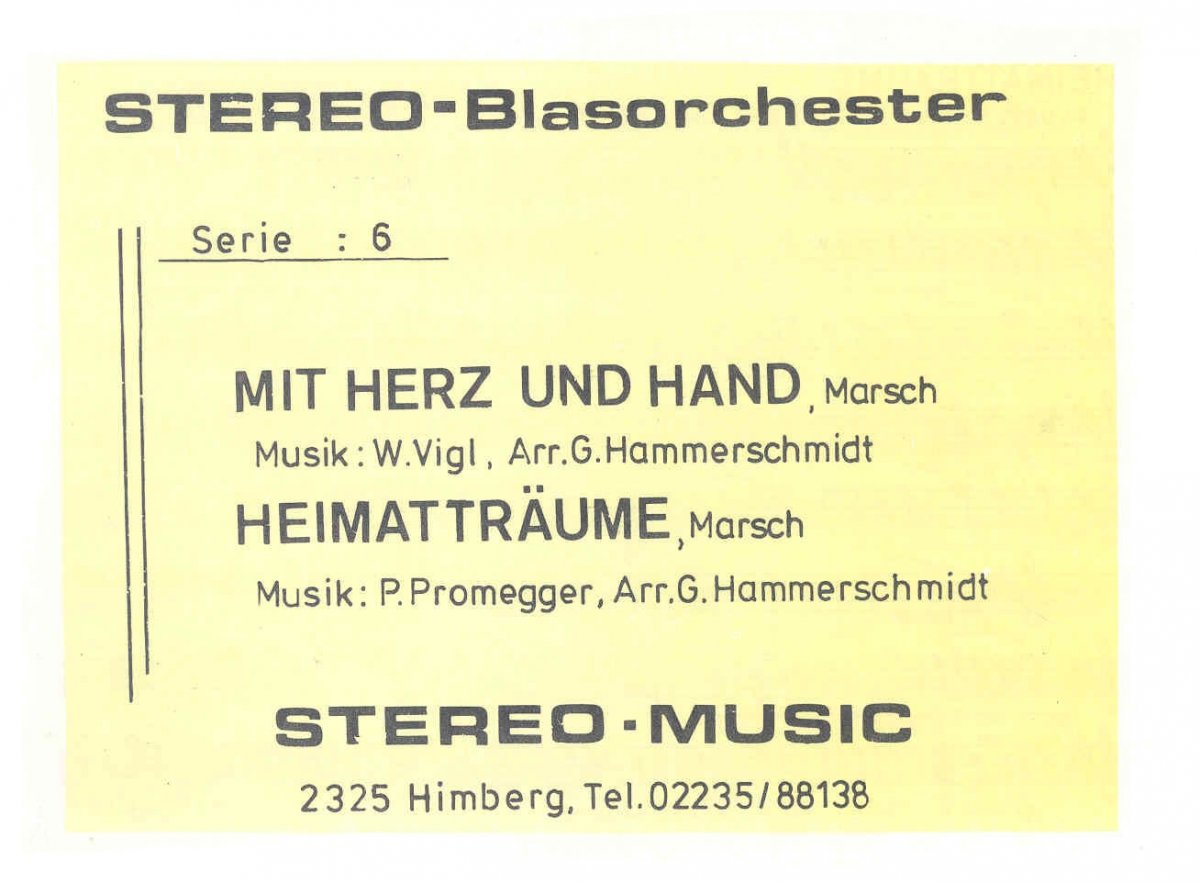 STEREO-Blasorchester
Serie : 6
MIT HERZ UND HAND, Marsch
Musik: W.Vigl, Arr.G.Hammerschmidt
HEIMATTRÄUME, Marsch
Musik: P.Promegger, Arr.G.Hammerschmidt
STEREO-MUSIC
2325 Himberg, Tel.02235/88138